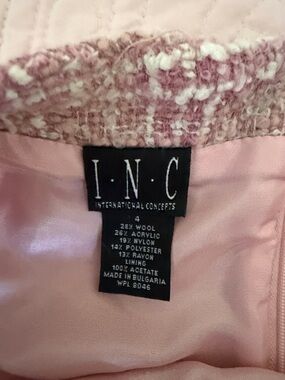 I·N·C
INTERNATIONAL CONCEPTS
4
28% WOOL
26% ACRYLIC
19% NYLON
14% POLYESTER
13% RAYON
LINING
100% ACETATE
MADE IN BULGARIA
WPL 8046